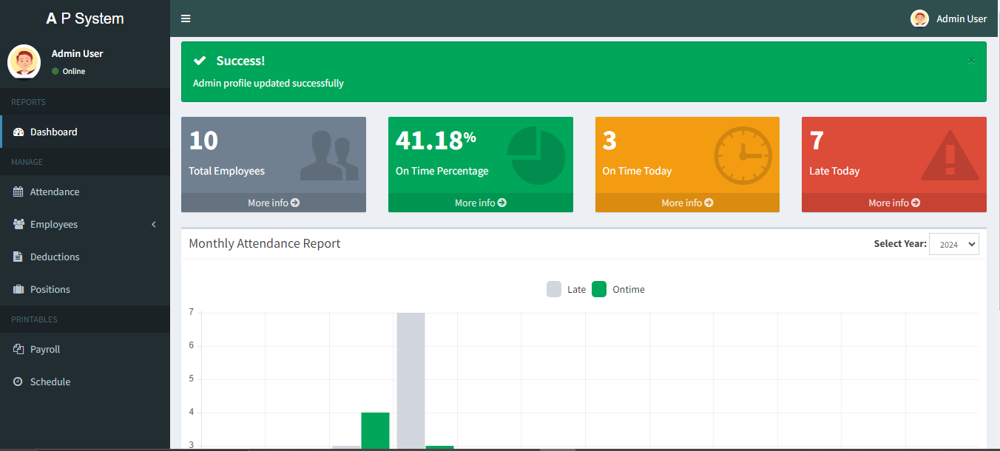 A P System
Admin User
Admin User
Online
Success!
×
Admin profile updated successfully
REPORTS
Dashboard
MANAGE
Attendance
Employees
Deductions
Positions
PRINTABLES
Payroll
Schedule
10
Total Employees
More info
41.18%
On Time Percentage
More info
3
On Time Today
More info
7
Late Today
More info
Monthly Attendance Report
Select Year: 2024
Late Ontime
7
6
5
4
3